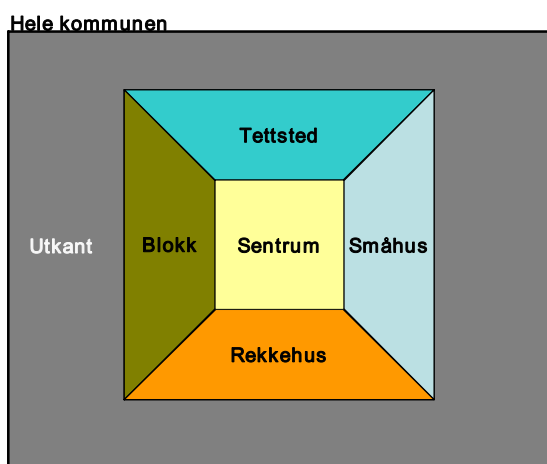 Hele kommunen
Tettsted
Utkant
Blokk
Sentrum
Småhus
Rekkehus